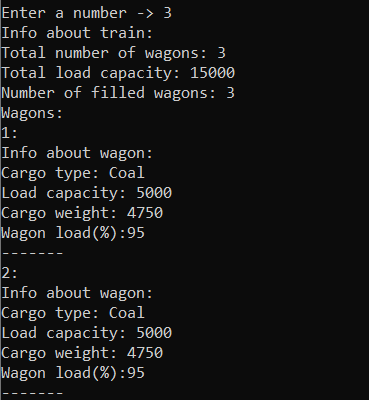 Enter a number -> 3
Info about train:
Total number of wagons: 3
Total load capacity: 15000
Number of filled wagons: 3
Wagons:
1:
Info about wagon:
Cargo type: Coal
Load capacity: 5000
Cargo weight: 4750
Wagon load(%):95
-------
2:
Info about wagon:
Cargo type: Coal
Load capacity: 5000
Cargo weight: 4750
Wagon load(%):95
-------